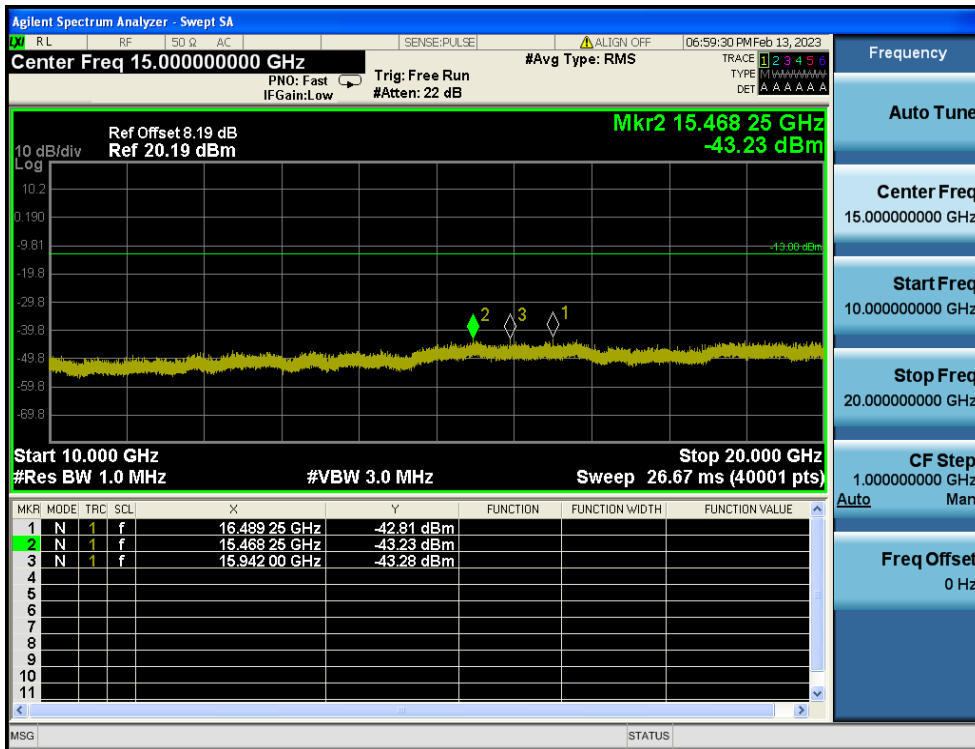 Agilent Spectrum Analyzer - Swept SA
LXI RL RF 50 Ω AC SENSE:PULSE ALIGN OFF 06:59:30 PM Feb 13, 2023
Center Freq 15.000000000 GHz
#Avg Type: RMS
TRACE 1 2 3 4 5 6
PNO: Fast Trig: Free Run
TYPE M WWWWW
IFGain:Low #Atten: 22 dB
DET A A A A A A
Ref Offset 8.19 dB
Mkr2 15.468 25 GHz
10 dB/div Ref 20.19 dBm
-43.23 dBm
Log
10.2
0.190
-9.81
-13.00 dBm
-19.8
-29.8
2 3 1
-39.8
-49.8
-59.8
-69.8
Start 10.000 GHz Stop 20.000 GHz
#Res BW 1.0 MHz #VBW 3.0 MHz Sweep 26.67 ms (40001 pts)
MKR MODE TRC SCL X Y FUNCTION FUNCTION WIDTH FUNCTION VALUE
1 N 1 f 16.489 25 GHz -42.81 dBm
2 N 1 f 15.468 25 GHz -43.23 dBm
3 N 1 f 15.942 00 GHz -43.28 dBm
4
5
6
7
8
9
10
11
MSG STATUS
Frequency
Auto Tune
Center Freq
15.000000000 GHz
Start Freq
10.000000000 GHz
Stop Freq
20.000000000 GHz
CF Step
1.000000000 GHz
Auto Man
Freq Offset
0 Hz